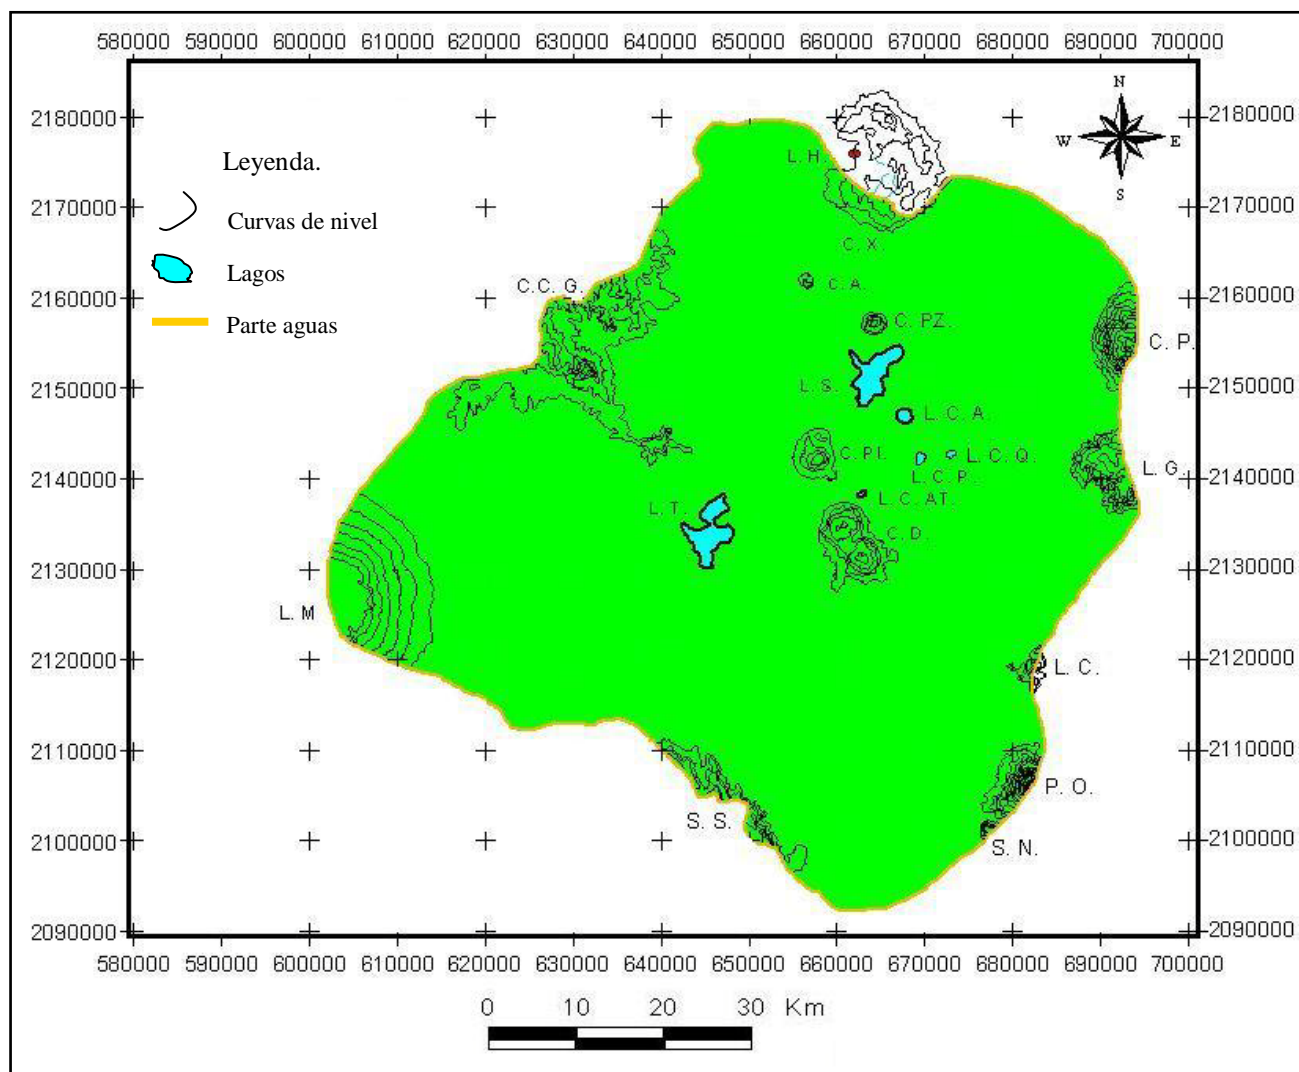 580000 590000 600000 610000 620000 630000 640000 650000 660000 670000 680000 690000 700000
N
W E
S
2180000 2180000
Leyenda.
L. H.
2170000 2170000
Curvas de nivel
C. X.
Lagos
C.C. G.
C. A.
2160000 2160000
Parte aguas
C. PZ.
C. P.
2150000 2150000
L. S.
L. C. A.
C. PI.
L. C. Q.
L. G.
2140000 2140000
L. C. P.
L. C. AT.
L. T.
C. D.
2130000 2130000
L. M
2120000 2120000
L. C.
2110000 2110000
P. O.
S. S.
2100000 2100000
S. N.
2090000 2090000
580000 590000 600000 610000 620000 630000 640000 650000 660000 670000 680000 690000 700000
0 10 20 30 Km